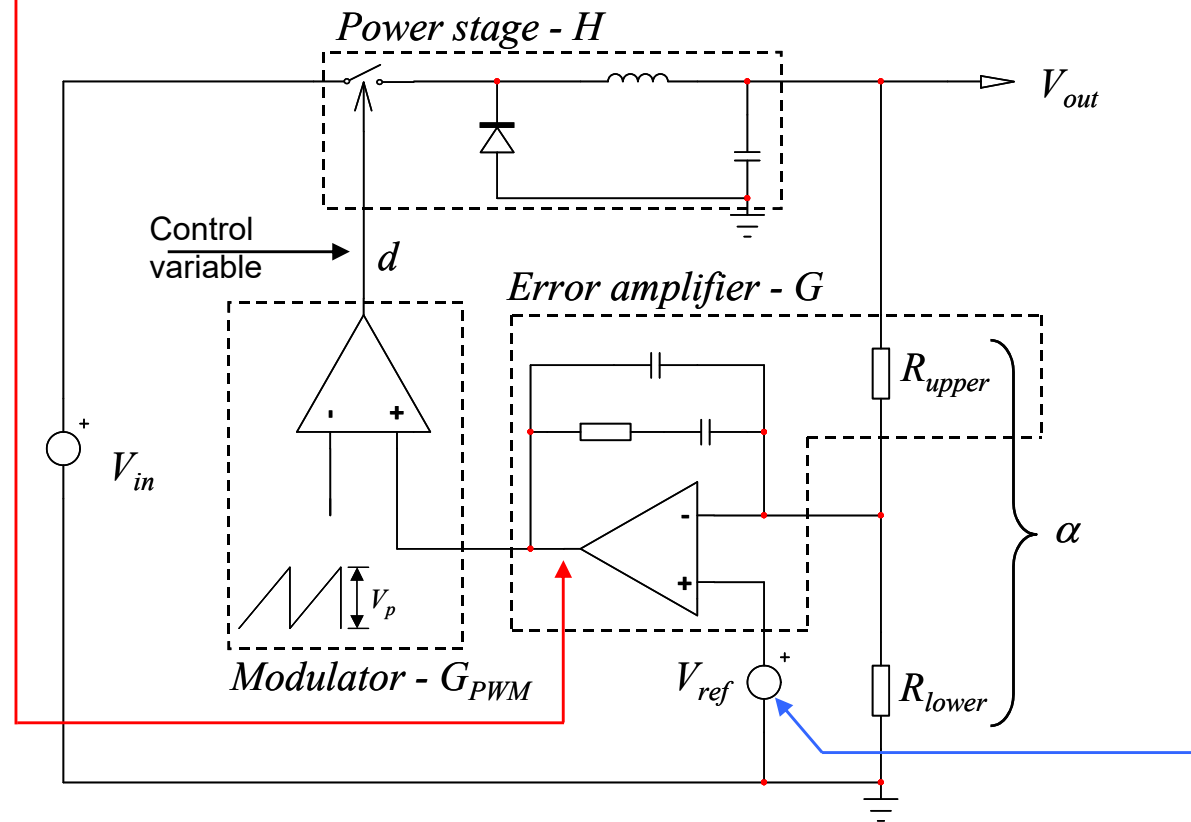 Power stage - H
V_out
Control
variable
d
Error amplifier - G
R_upper
- +
+
V_in
-
α
+
V_p
+
Modulator - G_PWM
V_ref
R_lower